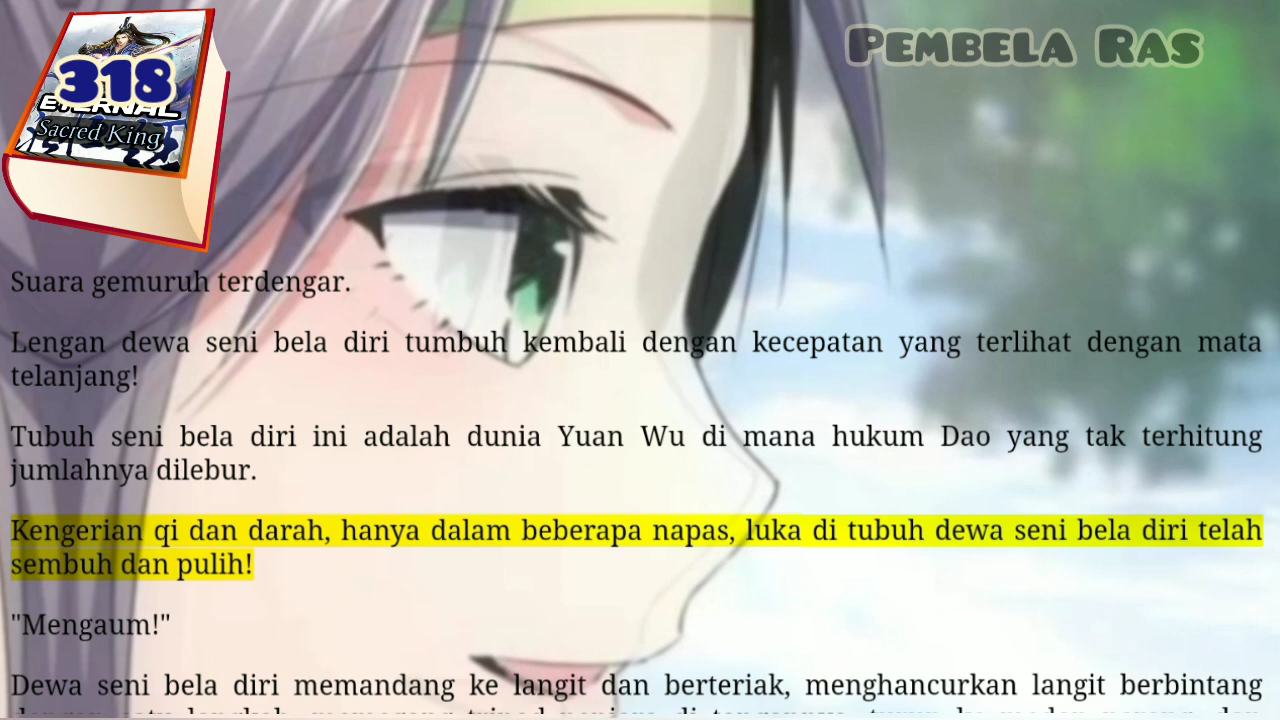 Pembela Ras
318
ETERNAL
Sacred King
Suara gemuruh terdengar.
Lengan dewa seni bela diri tumbuh kembali dengan kecepatan yang terlihat dengan mata
telanjang!
Tubuh seni bela diri ini adalah dunia Yuan Wu di mana hukum Dao yang tak terhitung
jumlahnya dilebur.
Kengerian qi dan darah, hanya dalam beberapa napas, luka di tubuh dewa seni bela diri telah
sembuh dan pulih!
"Mengaum!"
Dewa seni bela diri memandang ke langit dan berteriak, menghancurkan langit berbintang